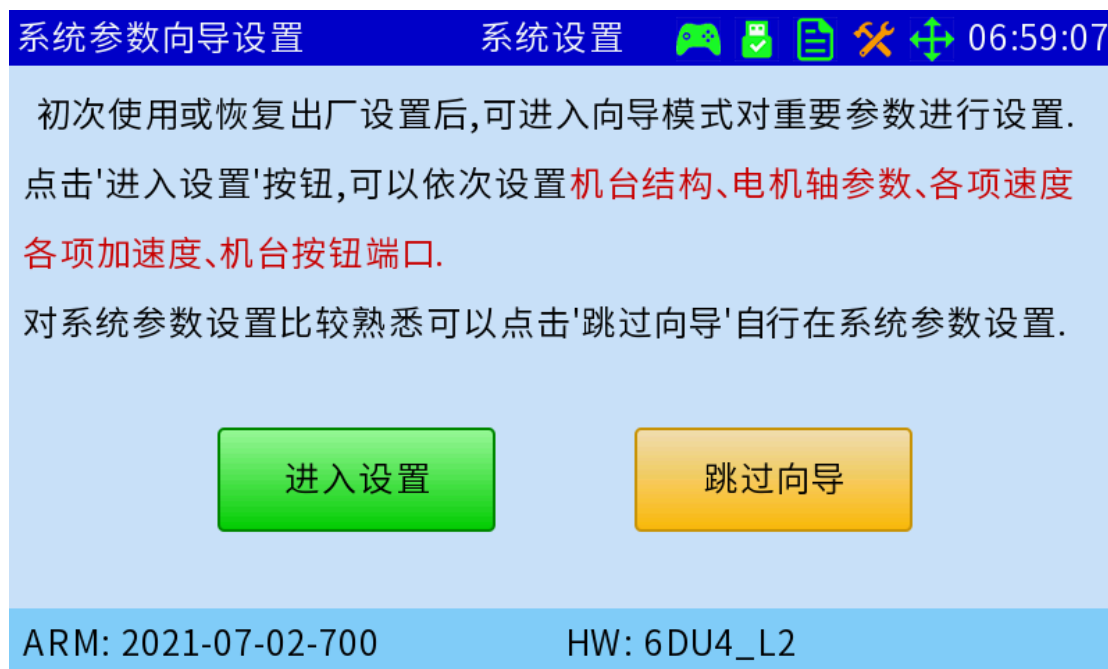 系统参数向导设置 系统设置 06:59:07
初次使用或恢复出厂设置后,可进入向导模式对重要参数进行设置.
点击'进入设置'按钮,可以依次设置机台结构、电机轴参数、各项速度
各项加速度、机台按钮端口.
对系统参数设置比较熟悉可以点击'跳过向导'自行在系统参数设置.
进入设置 跳过向导
ARM: 2021-07-02-700 HW: 6DU4_L2